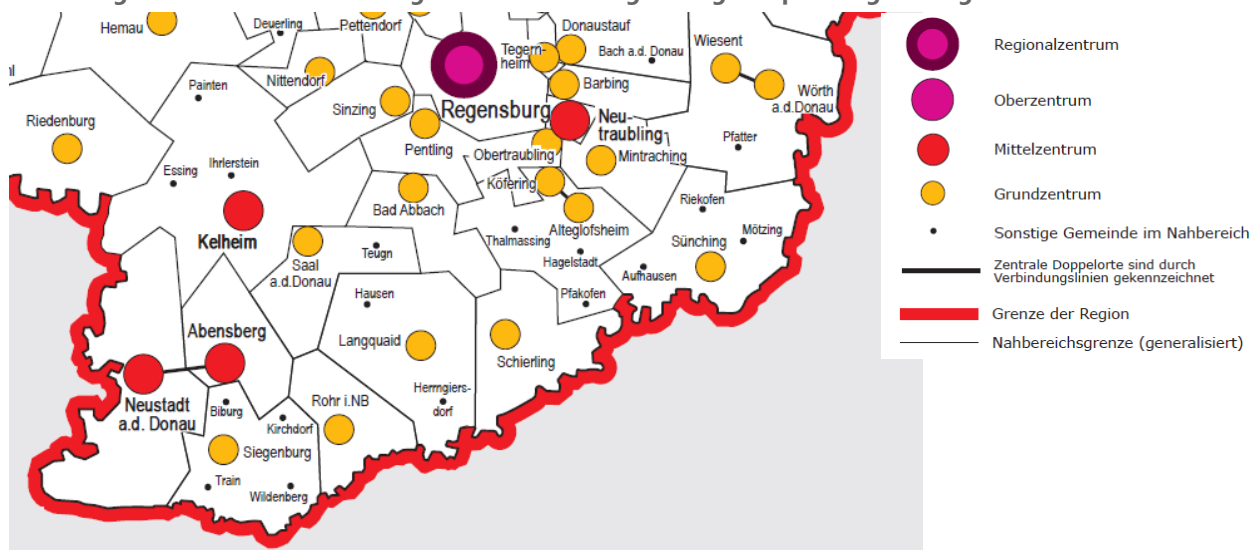 Deuerling
Pettendorf
Donaustauf
Hemau
Tegern-
heim
Bach a.d. Donau
Wiesent
Nittendorf
Painten
Barbing
Wörth
a.d.Donau
Sinzing
Regensburg
Neu-
traubling
Riedenburg
Pentling
Obertraubling
Mintraching
Pfatter
Essing
Ihrlerstein
Köfering
Bad Abbach
Riekofen
Kelheim
Alteglofsheim
Thalmassing
Sünching
Mötzing
Saal
a.d.Donau
Teugn
Hagelstadt
Aufhausen
Hausen
Pfakofen
Abensberg
Langquaid
Schierling
Neustadt
a.d. Donau
Biburg
Rohr i.NB
Herrngiers-
dorf
Kirchdorf
Siegenburg
Train
Wildenberg
Regionalzentrum
Oberzentrum
Mittelzentrum
Grundzentrum
Sonstige Gemeinde im Nahbereich
Zentrale Doppelorte sind durch
Verbindungslinien gekennzeichnet
Grenze der Region
Nahbereichsgrenze (generalisiert)